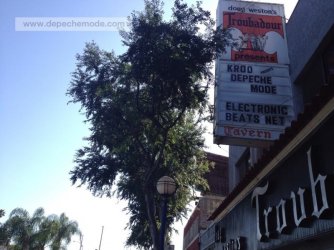 www.depechemode.com
doug weston's
Troubadour
presents
KROQ
DEPECHE
MODE
ELECTRONIC
BEATS NET
Tavern
Troub